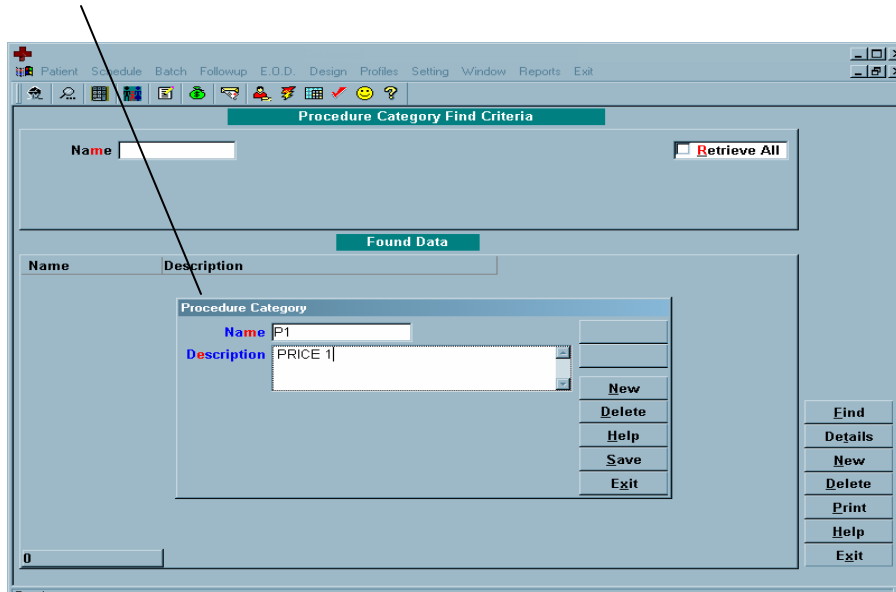 Patient Schedule Batch Followup E.O.D. Design Profiles Setting Window Reports Exit
Procedure Category Find Criteria
Name
Retrieve All
Found Data
Name Description
Procedure Category
Name P1
Description PRICE 1
New
Delete
Help
Save
Exit
Find
Details
New
Delete
Print
Help
Exit
0